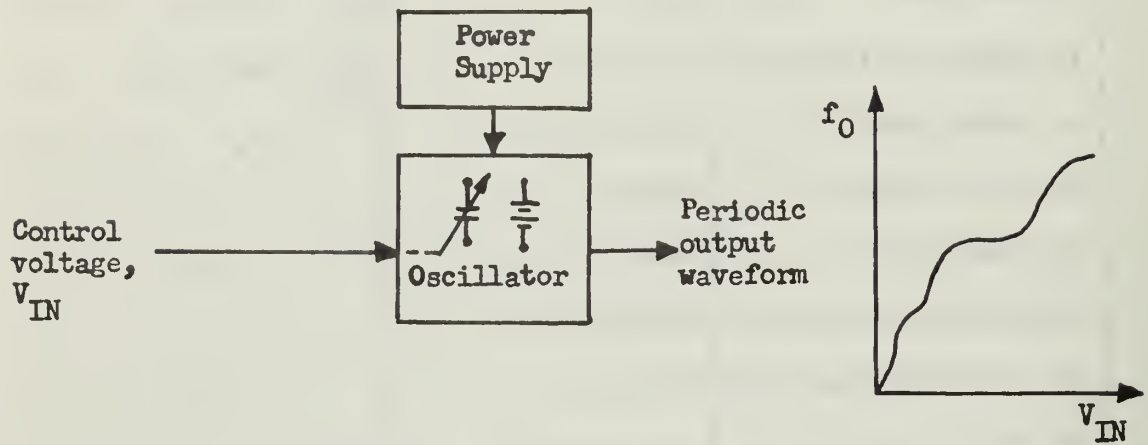 Power
Supply
Control
voltage,
V_IN
Oscillator
Periodic
output
waveform
f_0
V_IN